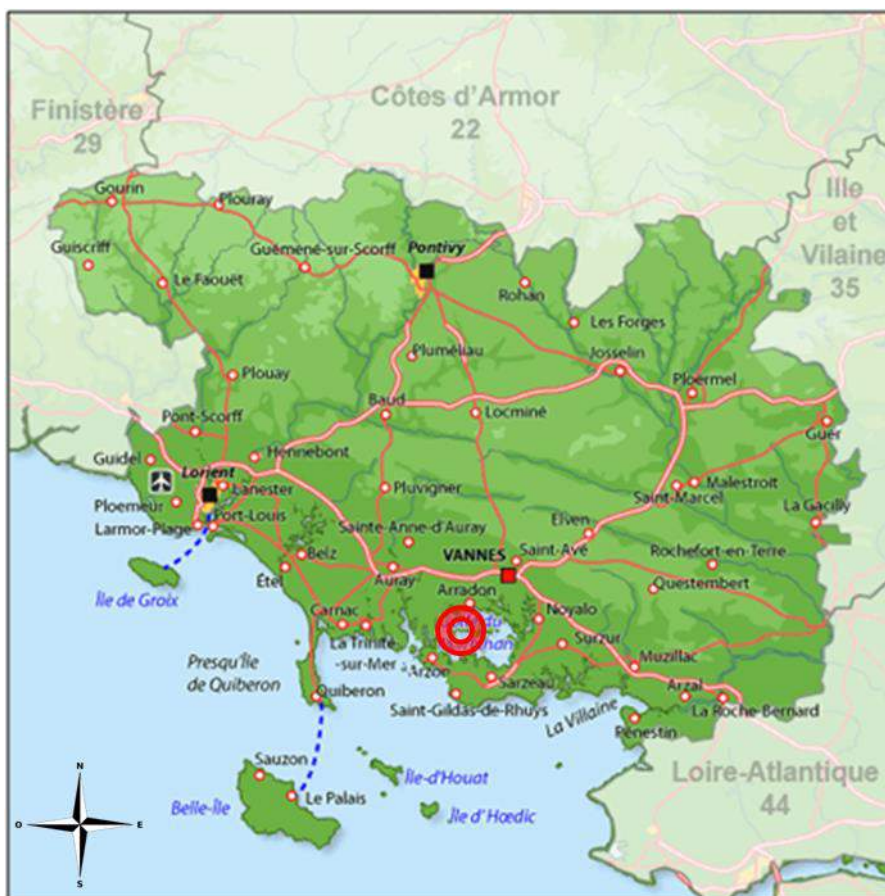 Finistère
29
Côtes d'Armor
22
Ille
et
Vilaine
35
Gourin
Plouray
Guiscriff
Guémené-sur-Scorff
Pontivy
Le Faouët
Rohan
Les Forges
Pluméliau
Josselin
Plouay
Ploermel
Baud
Locminé
Pont-Scorff
Guer
Guidel
Hennebont
Lorient
Lanester
Pluvigner
Malestroit
Saint-Marcel
Ploemeur
La Gacilly
Port-Louis
Larmor-Plage
Sainte-Anne-d'Auray
Elven
Belz
VANNES
Saint-Avé
Rochefort-en-Terre
Étel
Auray
Questembert
Île de Groix
Arradon
Carnac
Noyalo
du
La Trinité
-sur-Mer
Surzur
Arzon
Muzillac
Presqu'Île
de Quiberon
Sarzeau
Quiberon
Saint-Gildas-de-Rhuys
Arzal
La Roche-Bernard
La Villaine
Pénestin
Sauzon
Île-d'Houat
Loire-Atlantique
44
Belle-Île
Le Palais
Île d'Hœdic
N
O
E
S